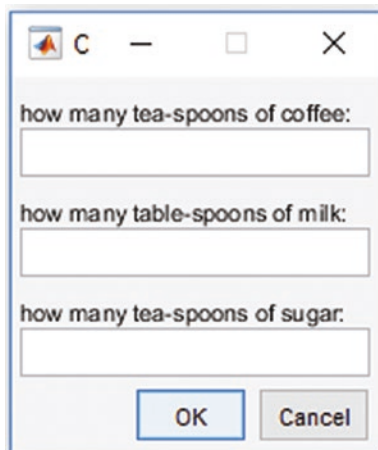 C
how many tea-spoons of coffee:
how many table-spoons of milk:
how many tea-spoons of sugar:
OK Cancel